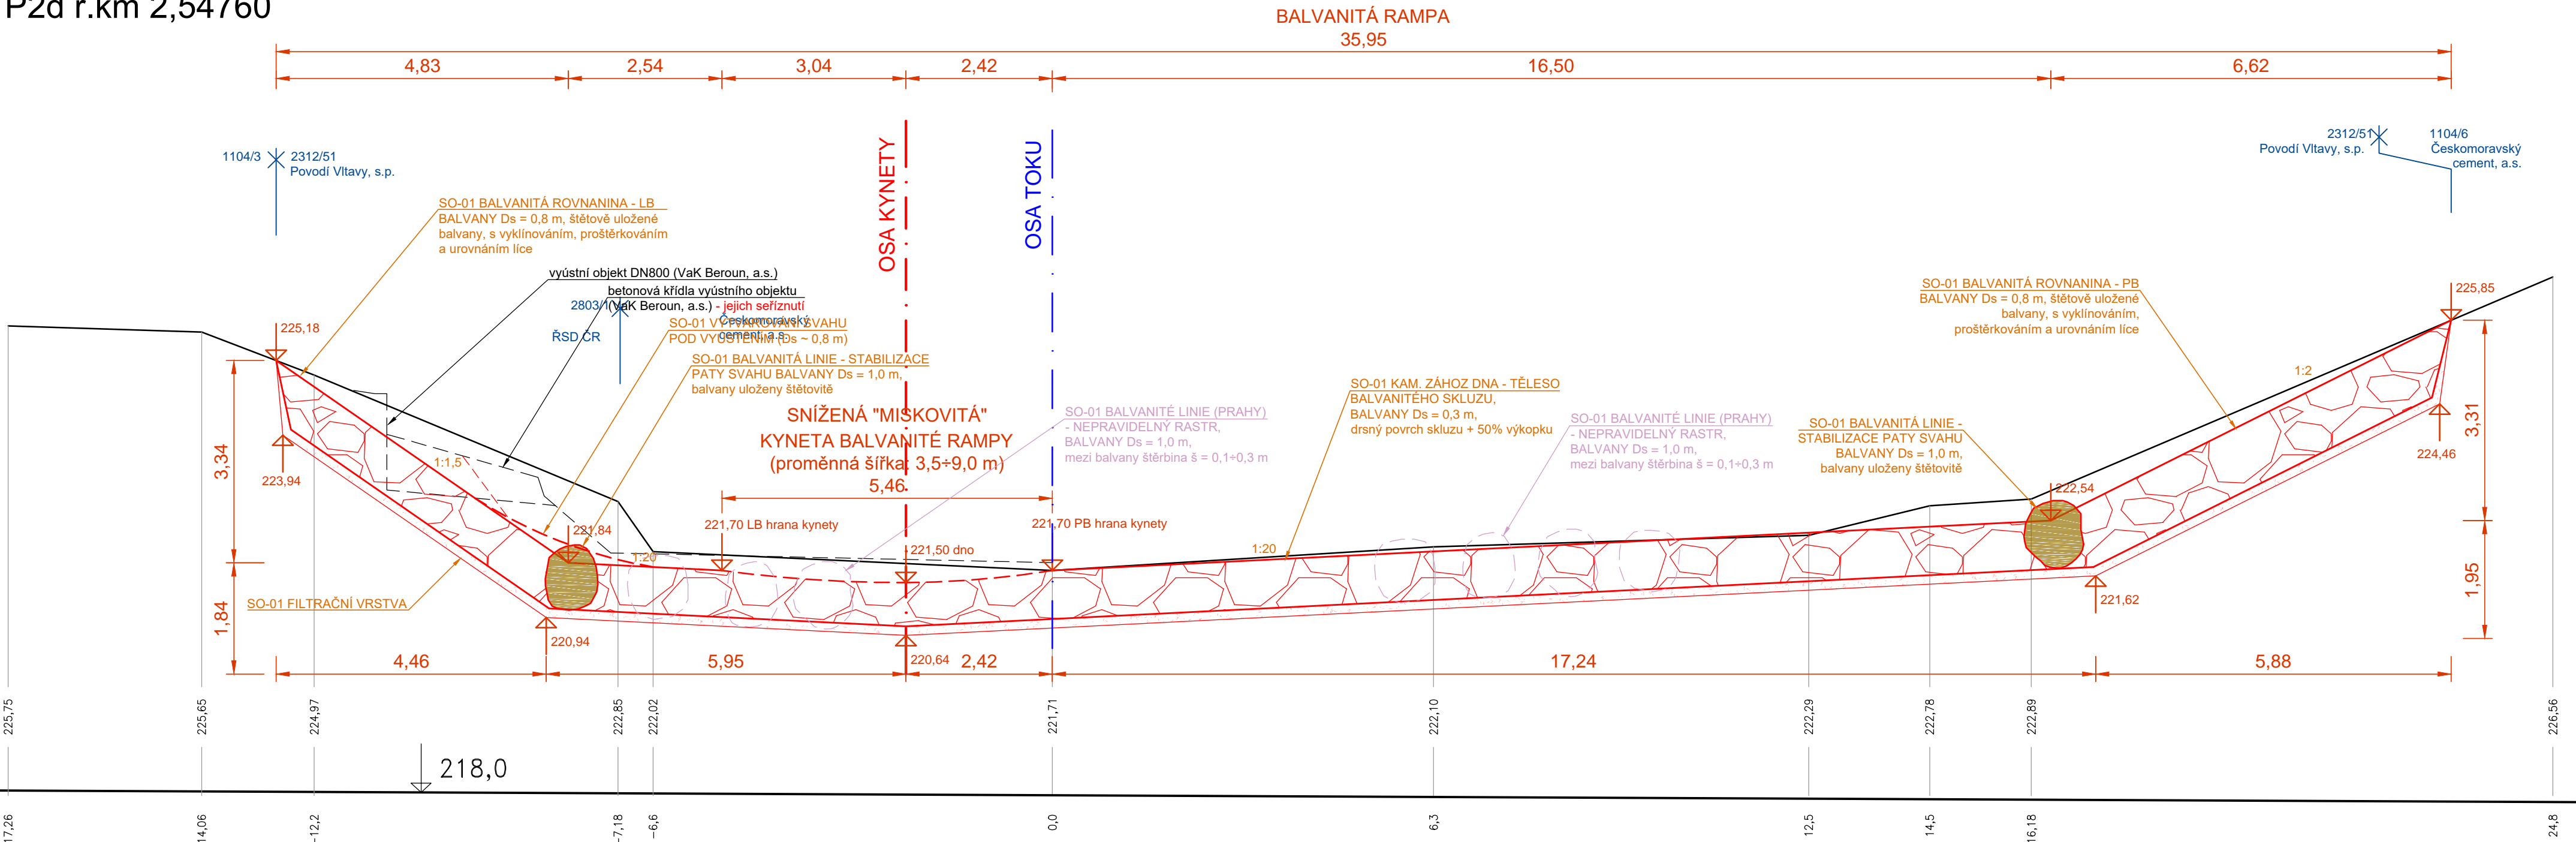 P2d ř.km 2,54760
BALVANITÁ RAMPA
35,95
4,83
2,54
3,04
2,42
16,50
6,62
1104/3
2312/51
Povodí Vltavy, s.p.
OSA KYNETY
OSA TOKU
2312/51
Povodí Vltavy, s.p.
1104/6
Českomoravský
cement, a.s.
SO-01 BALVANITÁ ROVNANINA - LB
BALVANY Ds = 0,8 m, štětově uložené
balvany, s vyklínováním, proštěrkováním
a urovnáním líce
vyústní objekt DN800 (VaK Beroun, a.s.)
betonová křídla vyústního objektu
(VaK Beroun, a.s.) - jejich seříznutí
ŘSD ČR
Českomoravský
cement, a.s.
POD VYÚSTĚNÍM (Ds ~ 0,8 m)
SO-01 BALVANITÁ LINIE - STABILIZACE
PATY SVAHU BALVANY Ds = 1,0 m,
balvany uloženy štětovitě
SNÍŽENÁ "MISKOVITÁ"
KYNETA BALVANITÉ RAMPY
(proměnná šířka: 3,5÷9,0 m)
5,46
SO-01 BALVANITÉ LINIE (PRAHY)
- NEPRAVIDELNÝ RASTR,
BALVANY Ds = 1,0 m,
mezi balvany štěrbina š = 0,1÷0,3 m
SO-01 KAM. ZÁHOZ DNA - TĚLESO
BALVANITÉHO SKLUZU,
BALVANY Ds = 0,3 m,
drsný povrch skluzu + 50% výkopku
SO-01 BALVANITÉ LINIE (PRAHY)
- NEPRAVIDELNÝ RASTR,
BALVANY Ds = 1,0 m,
mezi balvany štěrbina š = 0,1÷0,3 m
SO-01 BALVANITÁ ROVNANINA - PB
BALVANY Ds = 0,8 m, štětově uložené
balvany, s vyklínováním,
proštěrkováním a urovnáním líce
SO-01 BALVANITÁ LINIE -
STABILIZACE PATY SVAHU
BALVANY Ds = 1,0 m,
balvany uloženy štětovitě
225,18
225,85
1:2
1:1,5
3,34
223,94
3,31
224,46
222,54
221,84
221,70 LB hrana kynety
221,70 PB hrana kynety
221,50 dno
1:20
1:20
SO-01 FILTRAČNÍ VRSTVA
1,84
1,95
220,94
220,64
221,62
4,46
5,95
2,42
17,24
5,88
225,75
225,65
224,97
222,85
222,02
221,71
222,10
222,29
222,78
222,89
226,56
218,0
17,26
14,06
-12,2
-7,18
-6,6
0,0
6,3
12,5
14,5
16,18
24,8